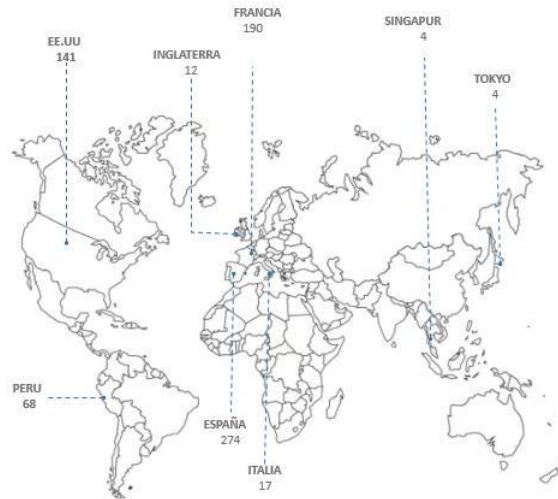 FRANCIA
190
SINGAPUR
4
EE.UU
141
INGLATERRA
12
TOKYO
4
PERU
68
ESPAÑA
274
ITALIA
17